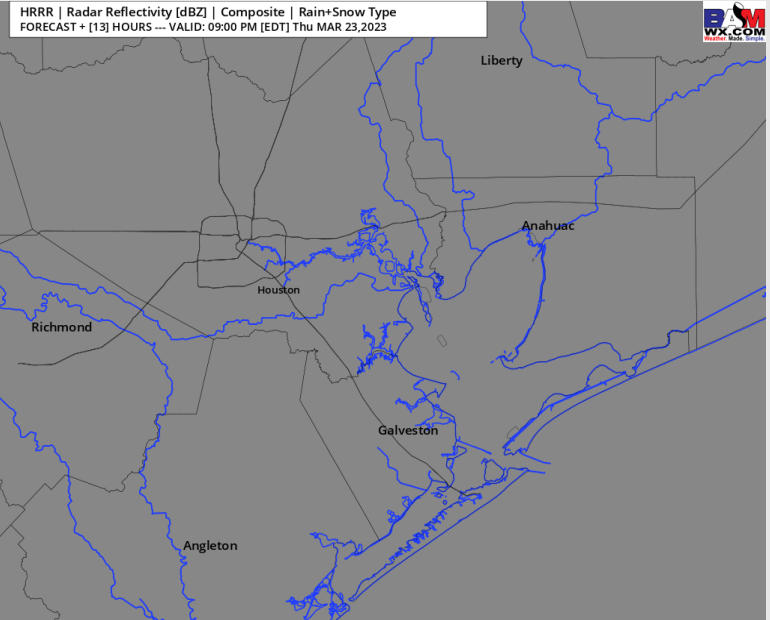 HRRR | Radar Reflectivity [dBZ] | Composite | Rain+Snow Type
FORECAST + [13] HOURS --- VALID: 09:00 PM [EDT] Thu MAR 23,2023
BAM
WX.COM
Weather. Made. Simple.
Liberty
Anahuac
Houston
Richmond
Galveston
Angleton